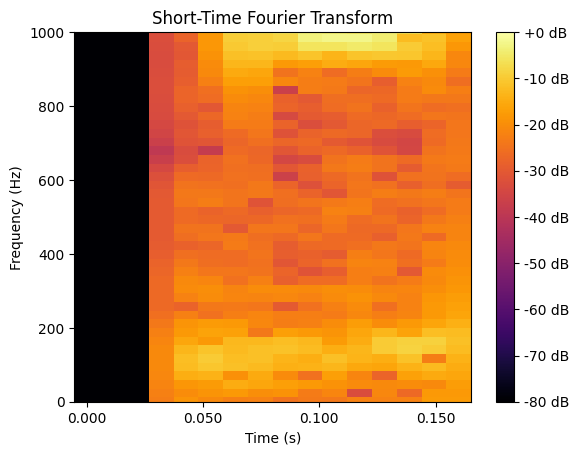 Short-Time Fourier Transform
1000
800
600
400
200
0
Frequency (Hz)
0.000
0.050
0.100
0.150
Time (s)
+0 dB
-10 dB
-20 dB
-30 dB
-40 dB
-50 dB
-60 dB
-70 dB
-80 dB